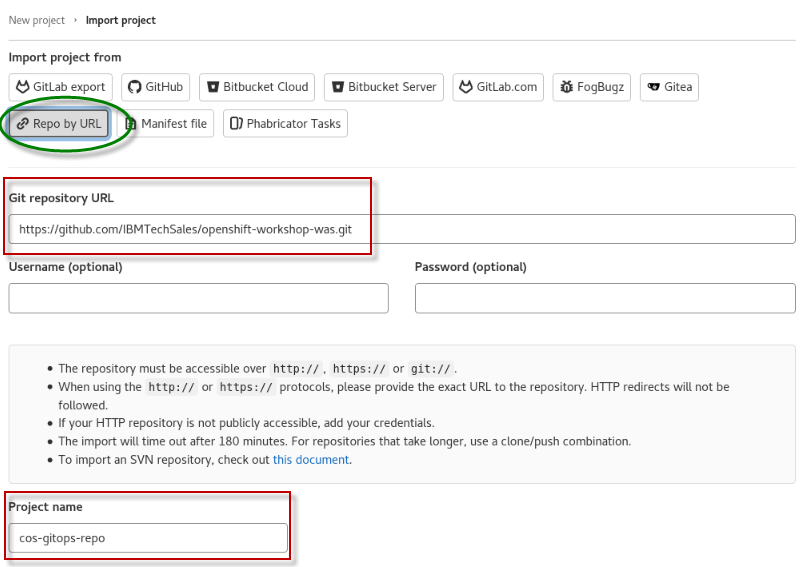 New project › Import project
Import project from
GitLab export GitHub Bitbucket Cloud Bitbucket Server GitLab.com FogBugz Gitea
Repo by URL Manifest file Phabricator Tasks
Git repository URL
https://github.com/IBMTechSales/openshift-workshop-was.git
Username (optional) Password (optional)
• The repository must be accessible over http://, https:// or git://.
• When using the http:// or https:// protocols, please provide the exact URL to the repository. HTTP redirects will not be
followed.
• If your HTTP repository is not publicly accessible, add your credentials.
• The import will time out after 180 minutes. For repositories that take longer, use a clone/push combination.
• To import an SVN repository, check out this document.
Project name
cos-gitops-repo